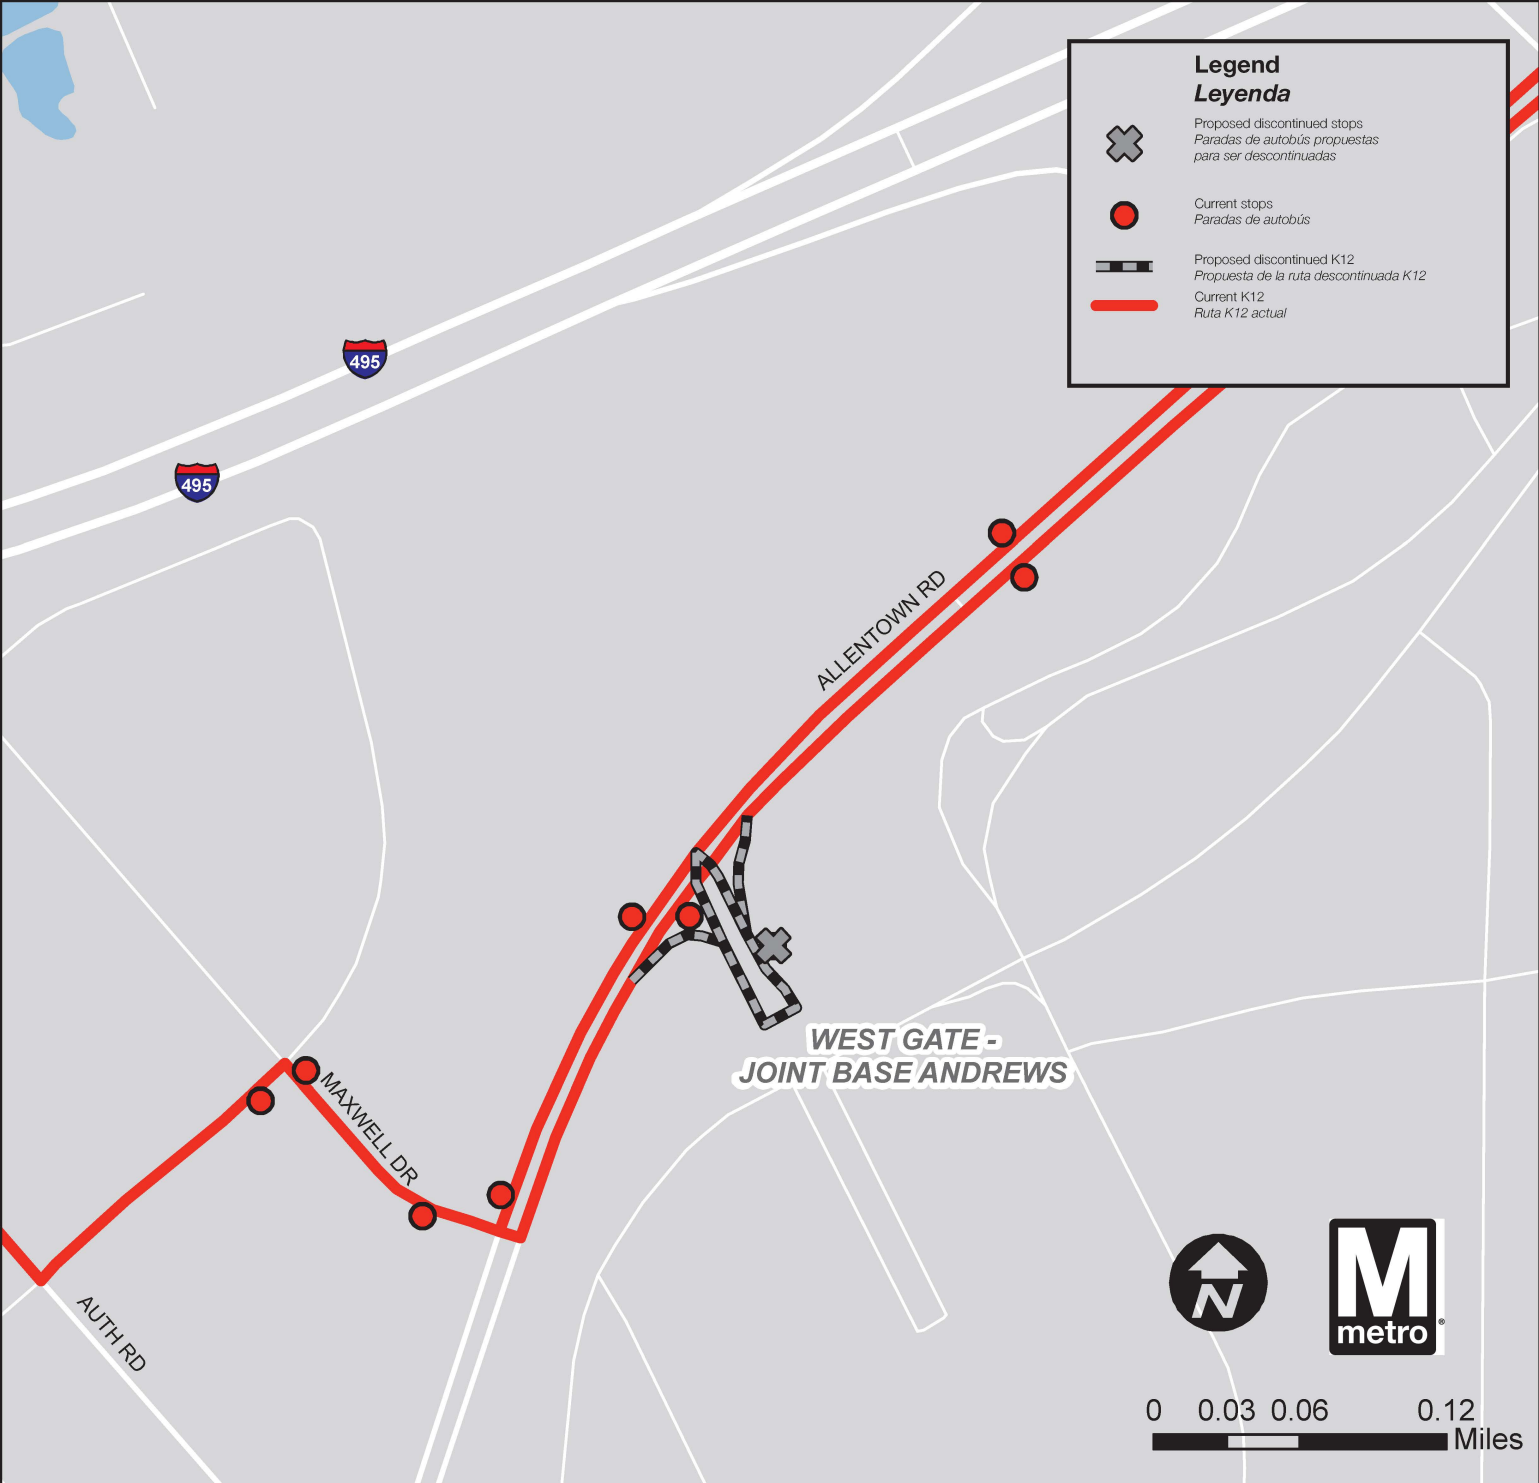 Legend
Leyenda
Proposed discontinued stops
Paradas de autobús propuestas
para ser descontinuadas
Current stops
Paradas de autobús
Proposed discontinued K12
Propuesta de la ruta descontinuada K12
Current K12
Ruta K12 actual
495
495
ALLENTOWN RD
WEST GATE -
JOINT BASE ANDREWS
MAXWELL DR
AUTH RD
N
M
metro®
0 0.03 0.06 0.12
Miles